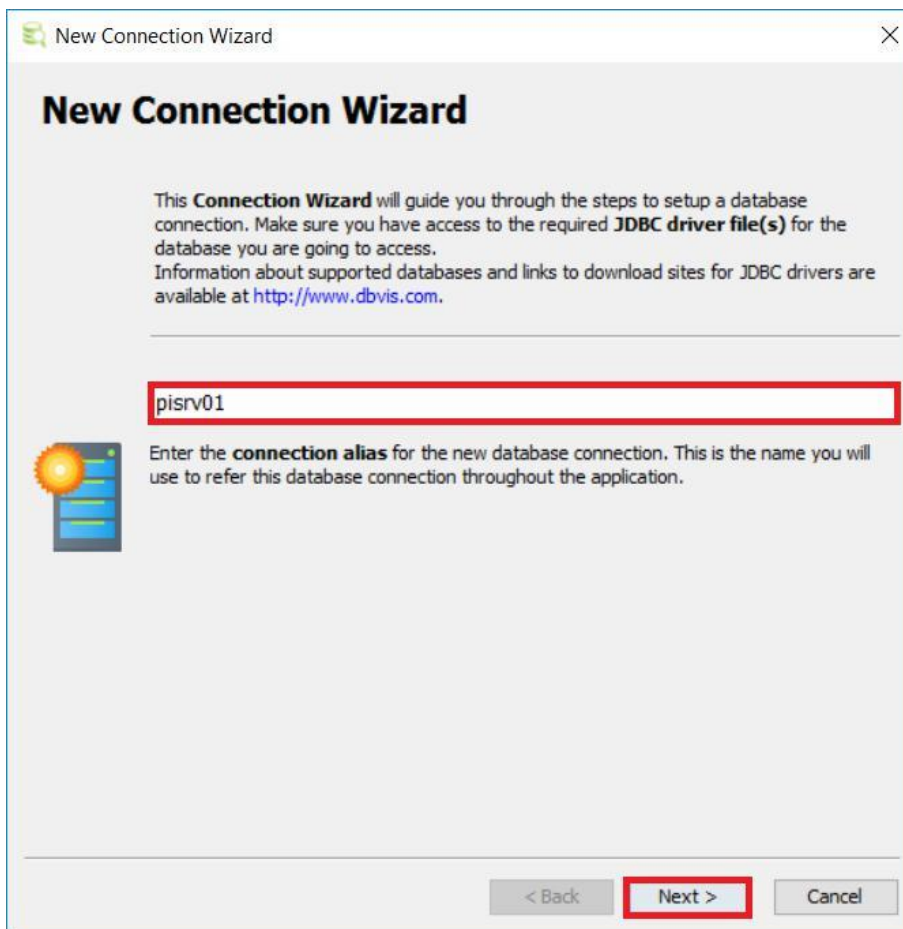 New Connection Wizard
New Connection Wizard
This Connection Wizard will guide you through the steps to setup a database
connection. Make sure you have access to the required JDBC driver file(s) for the
database you are going to access.
Information about supported databases and links to download sites for JDBC drivers are
available at http://www.dbvis.com.
pisrv01
Enter the connection alias for the new database connection. This is the name you will
use to refer this database connection throughout the application.
< Back
Next >
Cancel